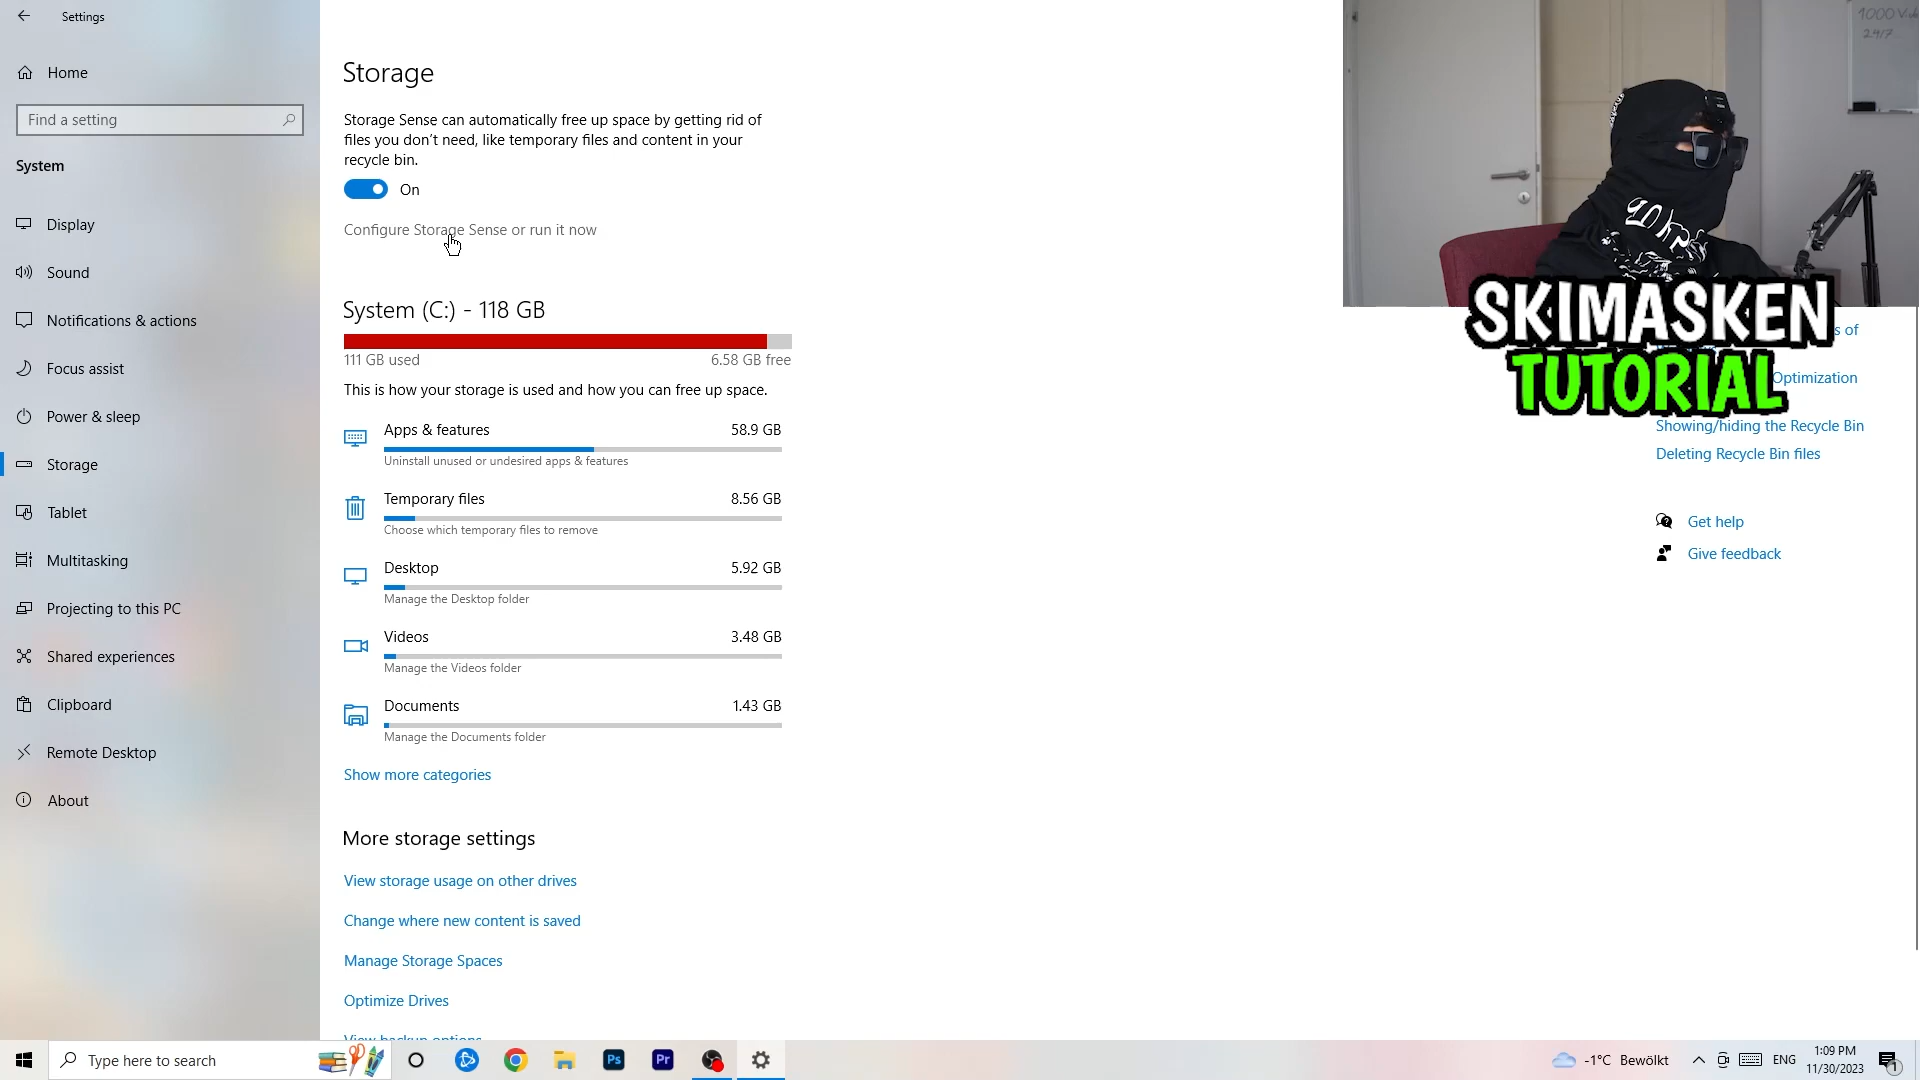 Settings
Home
Find a setting
System
Display
Sound
Notifications & actions
Focus assist
Power & sleep
Storage
Tablet
Multitasking
Projecting to this PC
Shared experiences
Clipboard
Remote Desktop
About
Storage
Storage Sense can automatically free up space by getting rid of
files you don't need, like temporary files and content in your
recycle bin.
On
Configure Storage Sense or run it now
System (C:) - 118 GB
111 GB used 6.58 GB free
This is how your storage is used and how you can free up space.
Apps & features 58.9 GB
Uninstall unused or undesired apps & features
Temporary files 8.56 GB
Choose which temporary files to remove
Desktop 5.92 GB
Manage the Desktop folder
Videos 3.48 GB
Manage the Videos folder
Documents 1.43 GB
Manage the Documents folder
Show more categories
More storage settings
View storage usage on other drives
Change where new content is saved
Manage Storage Spaces
Optimize Drives
View backup options
24/7
SKIMASKEN
TUTORIAL
of
Optimization
Showing/hiding the Recycle Bin
Deleting Recycle Bin files
Get help
Give feedback
Type here to search
Ps
Pr
-1°C Bewölkt
ENG
1:09 PM
11/30/2023
1